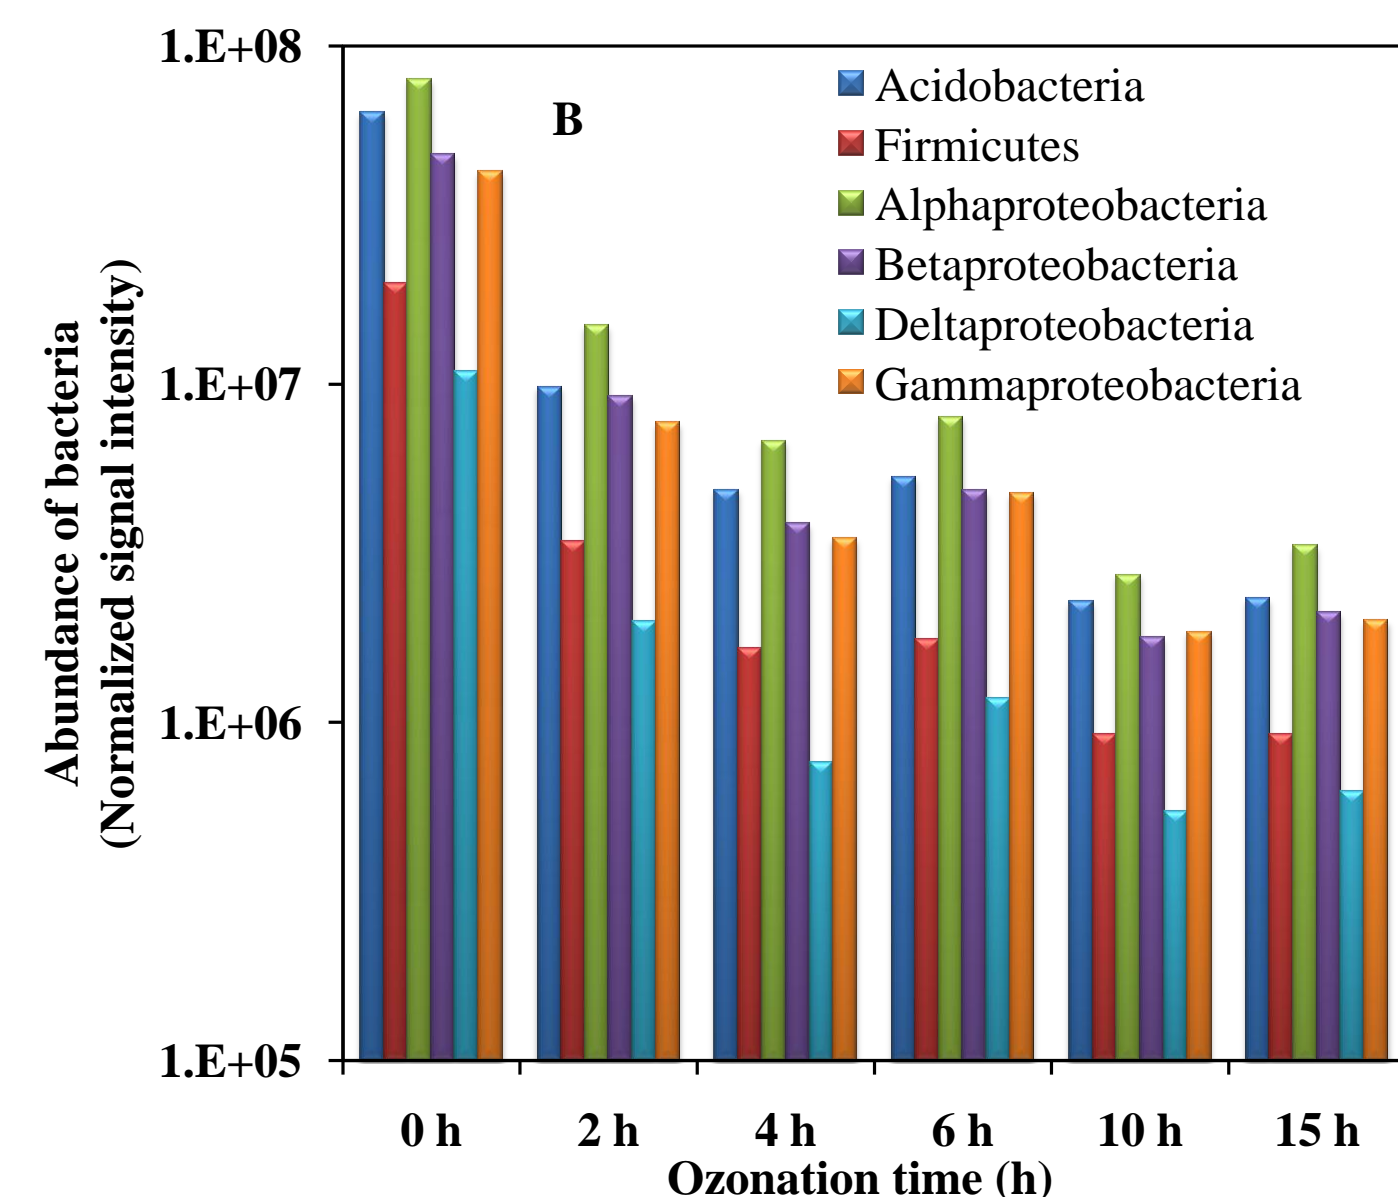 1.E+08
B
Acidobacteria
Firmicutes
Alphaproteobacteria
Betaproteobacteria
Deltaproteobacteria
Gammaproteobacteria
Abundance of bacteria
(Normalized signal intensity)
1.E+07
1.E+06
1.E+05
0 h 2 h 4 h 6 h 10 h 15 h
Ozonation time (h)